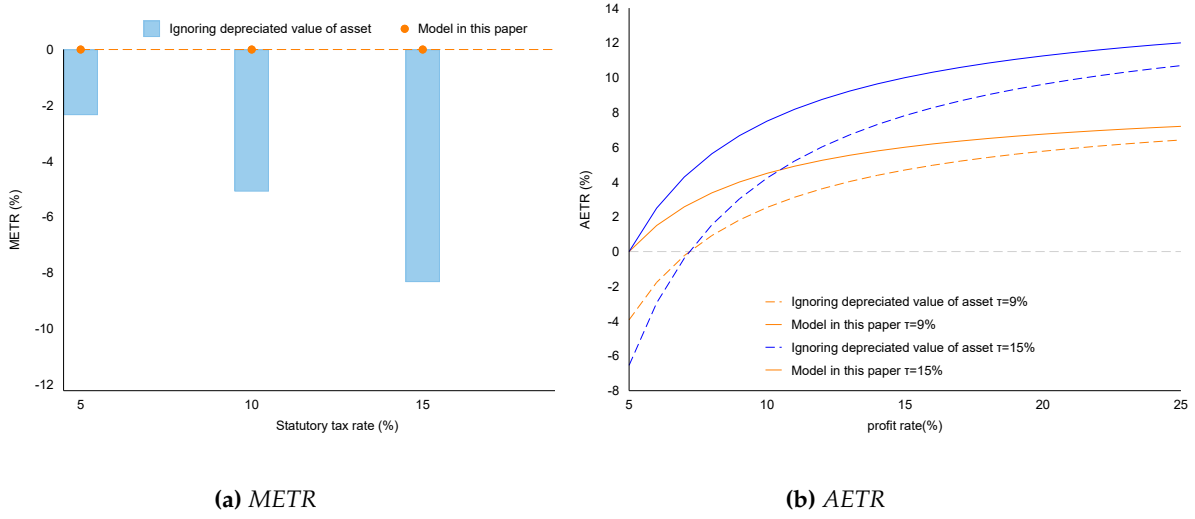 Ignoring depreciated value of asset
Model in this paper
0
-2
-4
-6
-8
-10
-12
METR (%)
5
10
15
Statutory tax rate (%)
14
12
10
8
6
4
2
0
-2
-4
-6
-8
AETR (%)
Ignoring depreciated value of asset τ=9%
Model in this paper τ=9%
Ignoring depreciated value of asset τ=15%
Model in this paper τ=15%
5
10
15
20
25
profit rate(%)
(a) METR
(b) AETR